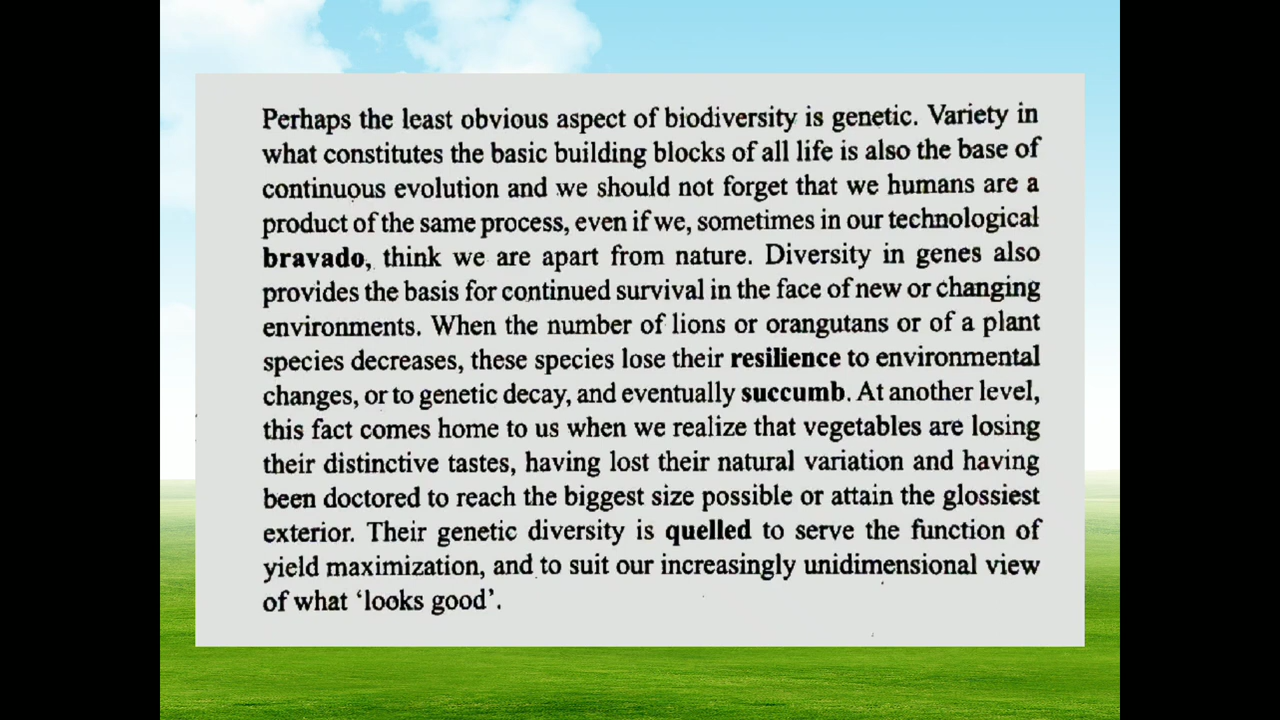 Perhaps the least obvious aspect of biodiversity is genetic. Variety in
what constitutes the basic building blocks of all life is also the base of
continuous evolution and we should not forget that we humans are a
product of the same process, even if we, sometimes in our technological
bravado, think we are apart from nature. Diversity in genes also
provides the basis for continued survival in the face of new or changing
environments. When the number of lions or orangutans or of a plant
species decreases, these species lose their resilience to environmental
changes, or to genetic decay, and eventually succumb. At another level,
this fact comes home to us when we realize that vegetables are losing
their distinctive tastes, having lost their natural variation and having
been doctored to reach the biggest size possible or attain the glossiest
exterior. Their genetic diversity is quelled to serve the function of
yield maximization, and to suit our increasingly unidimensional view
of what ‘looks good’.